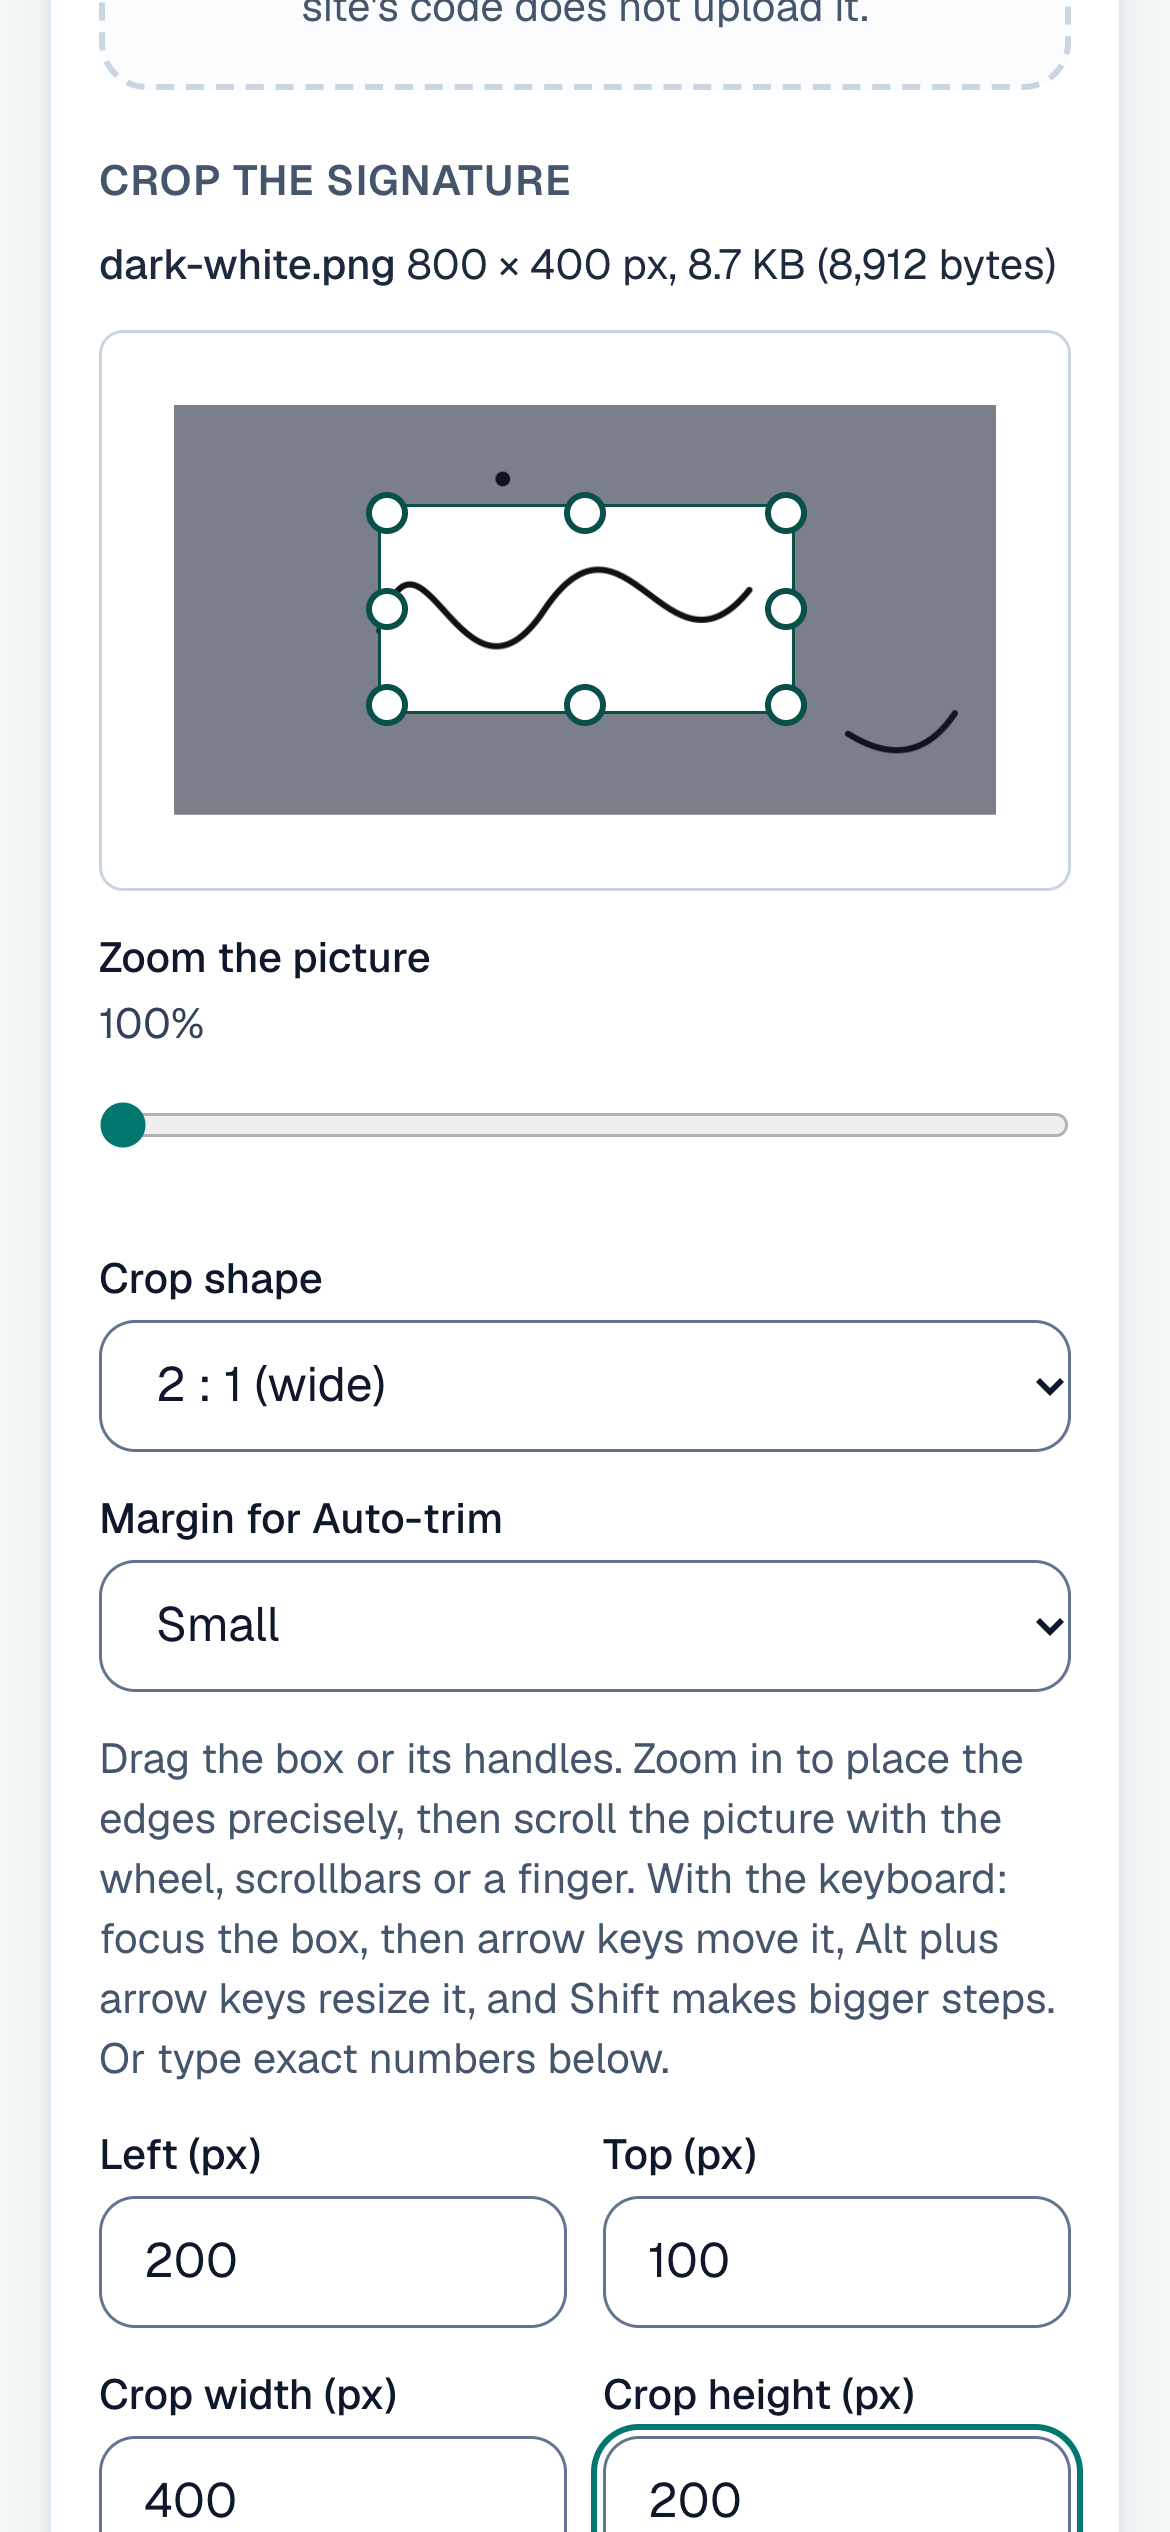 site's code does not upload it.
CROP THE SIGNATURE
dark-white.png 800 × 400 px, 8.7 KB (8,912 bytes)
Zoom the picture
100%
Crop shape
2 : 1 (wide)
Margin for Auto-trim
Small
Drag the box or its handles. Zoom in to place the
edges precisely, then scroll the picture with the
wheel, scrollbars or a finger. With the keyboard:
focus the box, then arrow keys move it, Alt plus
arrow keys resize it, and Shift makes bigger steps.
Or type exact numbers below.
Left (px) Top (px)
200 100
Crop width (px) Crop height (px)
400 200